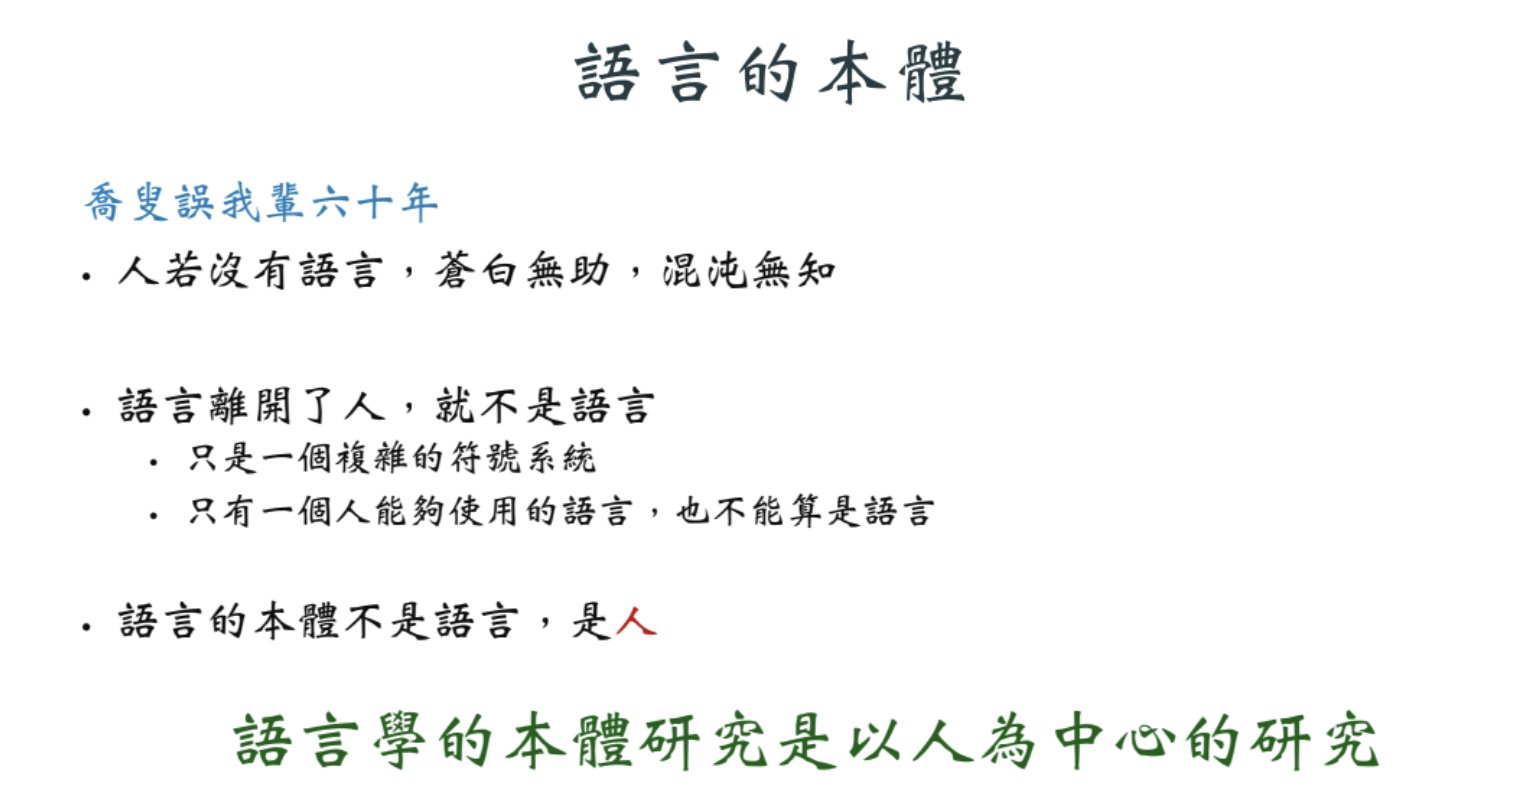 語言的本體
喬叟誤我輩六十年
• 人若沒有語言，蒼白無助，混沌無知
• 語言離開了人，就不是語言
• 只是一個複雜的符號系統
• 只有一個人能夠使用的語言，也不能算是語言
• 語言的本體不是語言，是人
語言學的本體研究是以人為中心的研究